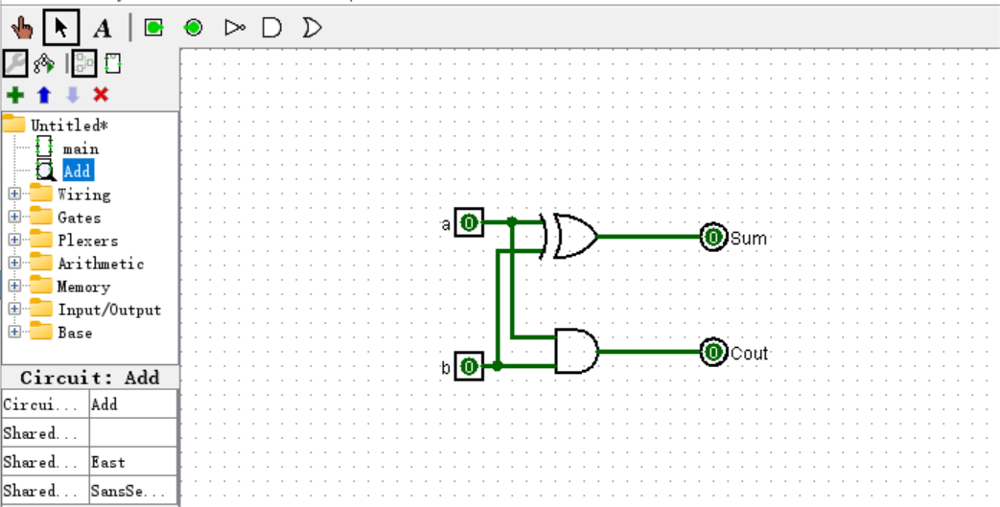 A
Untitled*
main
Add
Wiring
Gates
Plexers
Arithmetic
Memory
Input/Output
Base
Circuit: Add
Circui... Add
Shared...
Shared... East
Shared... SansSe...
a 0
b 0
0 Sum
0 Cout